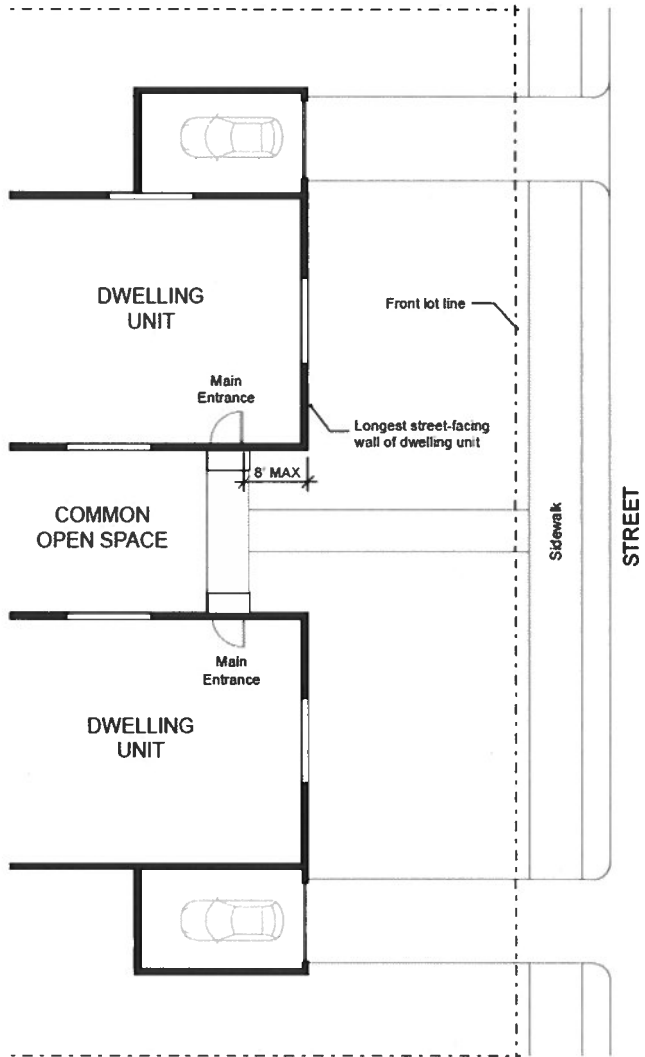 DWELLING
UNIT
Front lot line
Main
Entrance
Longest street-facing
wall of dwelling unit
8' MAX
COMMON
OPEN SPACE
Sidewalk
STREET
Main
Entrance
DWELLING
UNIT